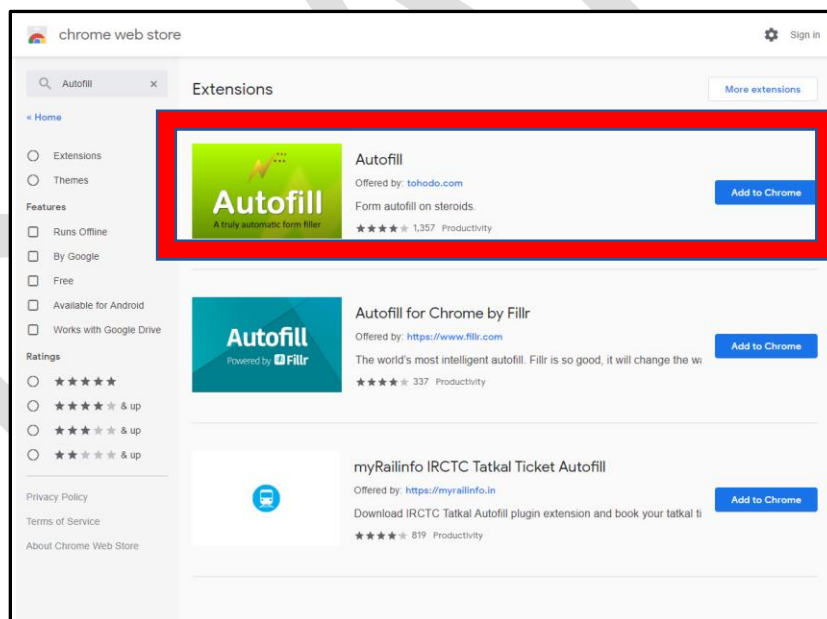 chrome web store
Sign in
Autofill ×
« Home
Extensions
Themes
Features
Runs Offline
By Google
Free
Available for Android
Works with Google Drive
Ratings
& up
& up
& up
Privacy Policy
Terms of Service
About Chrome Web Store
Extensions
More extensions
Autofill
A truly automatic form filler
Autofill
Offered by: tohodo.com
Form autofill on steroids.
1,357 Productivity
Add to Chrome
Autofill
Powered by Fillr
Autofill for Chrome by Fillr
Offered by: https://www.fillr.com
The world's most intelligent autofill. Fillr is so good, it will change the
337 Productivity
Add to Chrome
myRailinfo IRCTC Tatkal Ticket Autofill
Offered by: https://myrailinfo.in
Download IRCTC Tatkal Autofill plugin extension and book your tatkal
819 Productivity
Add to Chrome